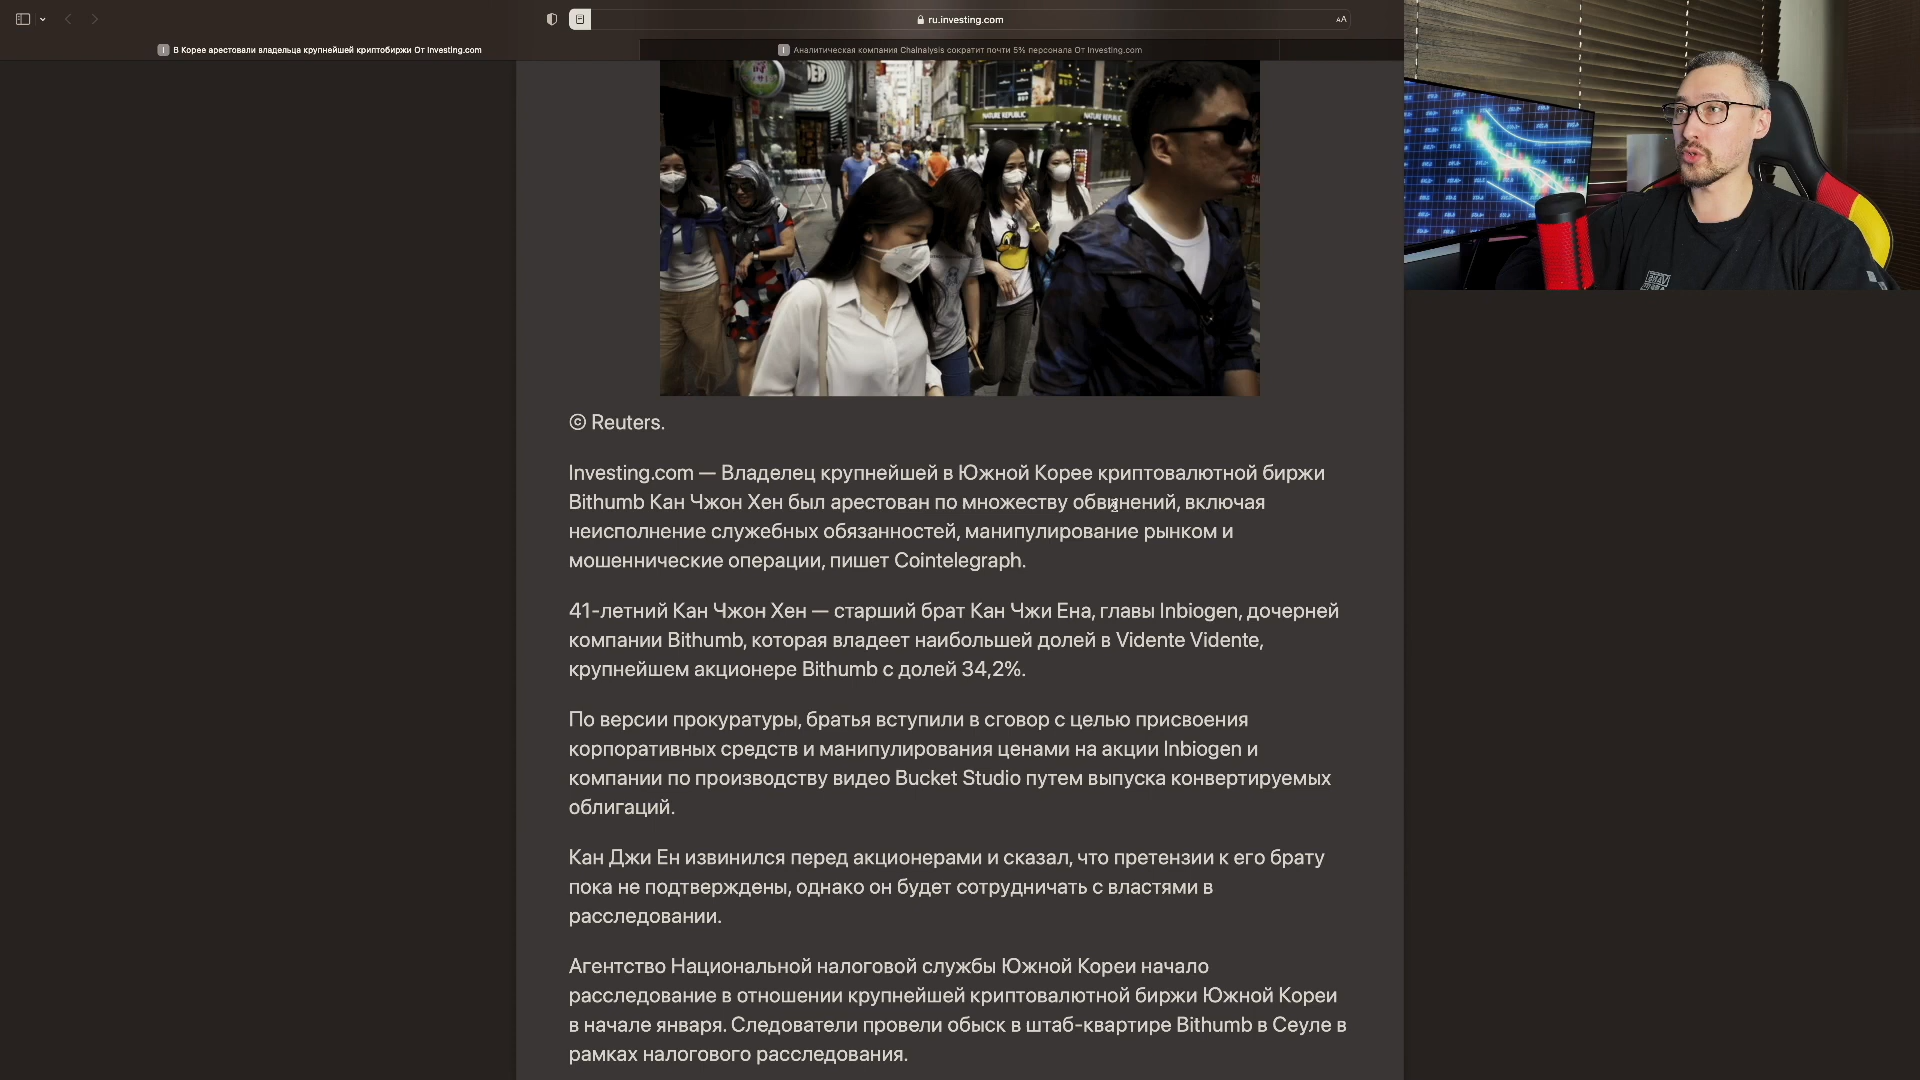 ru.investing.com
В Корее арестовали владельца крупнейшей криптобиржи От Investing.com
Аналитическая компания Chainalysis сократит почти 5% персонала От Investing.com
NATURE REPUBLIC
© Reuters.
Investing.com — Владелец крупнейшей в Южной Корее криптовалютной биржи
Bithumb Кан Чжон Хен был арестован по множеству обвинений, включая
неисполнение служебных обязанностей, манипулирование рынком и
мошеннические операции, пишет Cointelegraph.
41-летний Кан Чжон Хен — старший брат Кан Чжи Ена, главы Inbiogen, дочерней
компании Bithumb, которая владеет наибольшей долей в Vidente Vidente,
крупнейшем акционере Bithumb с долей 34,2%.
По версии прокуратуры, братья вступили в сговор с целью присвоения
корпоративных средств и манипулирования ценами на акции Inbiogen и
компании по производству видео Bucket Studio путем выпуска конвертируемых
облигаций.
Кан Джи Ен извинился перед акционерами и сказал, что претензии к его брату
пока не подтверждены, однако он будет сотрудничать с властями в
расследовании.
Агентство Национальной налоговой службы Южной Кореи начало
расследование в отношении крупнейшей криптовалютной биржи Южной Кореи
в начале января. Следователи провели обыск в штаб-квартире Bithumb в Сеуле в
рамках налогового расследования.